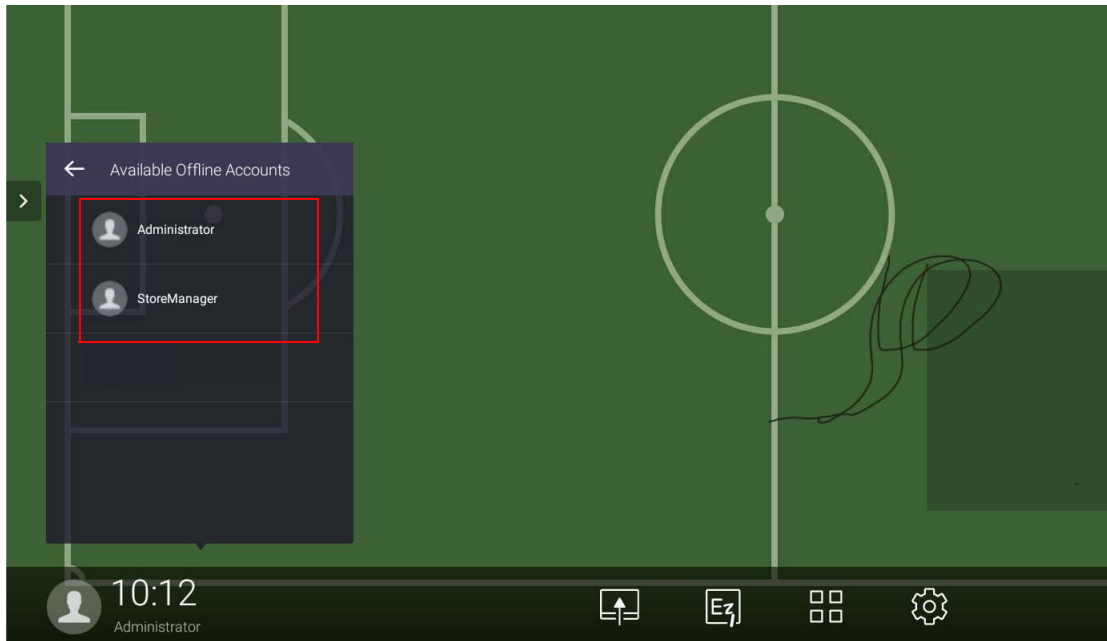 Available Offline Accounts
Administrator
StoreManager
10:12
Administrator